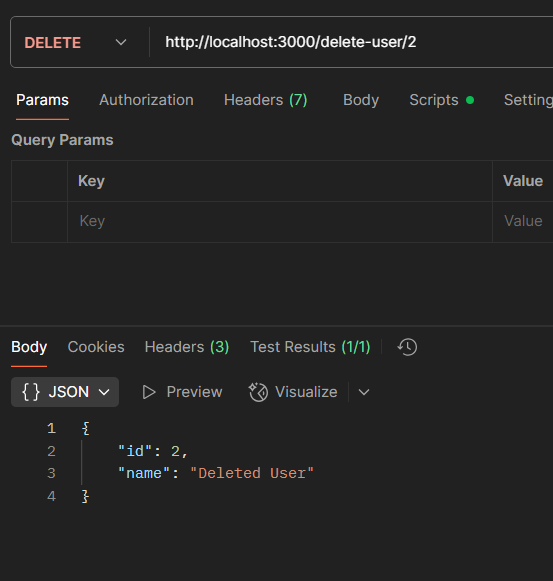 DELETE http://localhost:3000/delete-user/2
Params Authorization Headers (7) Body Scripts Setting
Query Params
Key Value
Key Value
Body Cookies Headers (3) Test Results (1/1)
{} JSON Preview Visualize
1 {
2 "id": 2,
3 "name": "Deleted User"
4 }